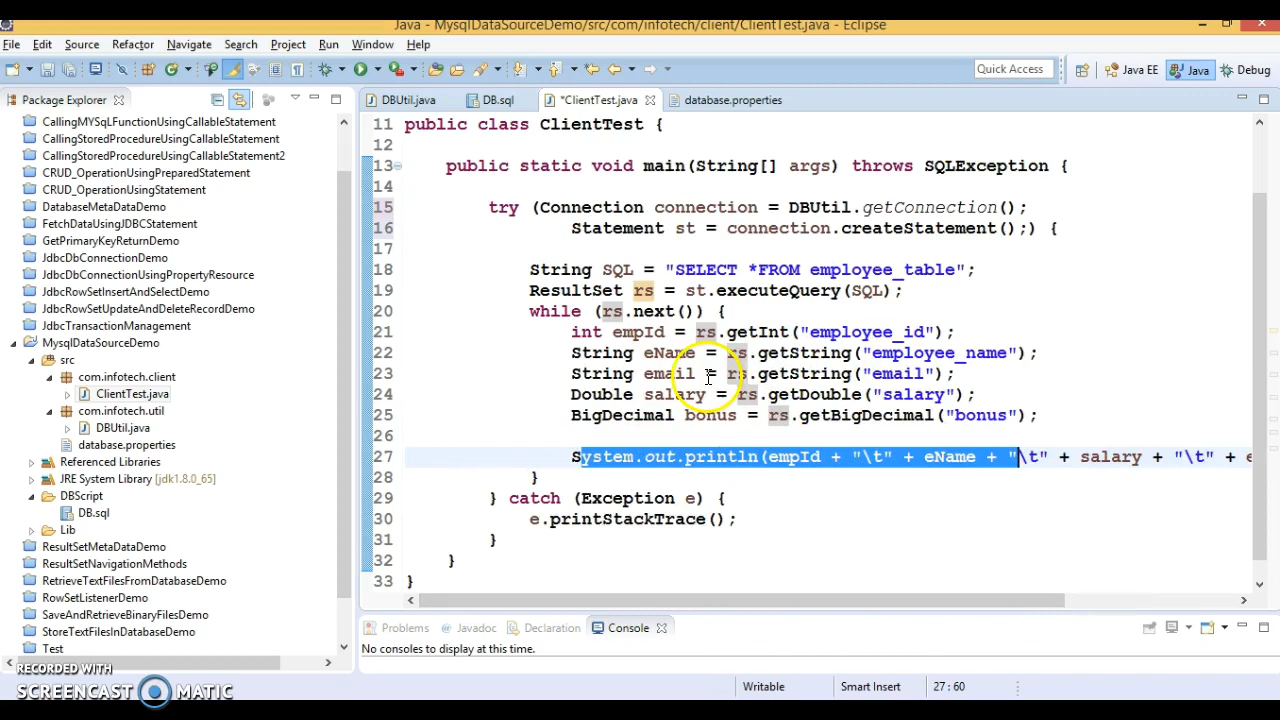 Java - MysqlDataSourceDemo/src/com/infotech/client/ClientTest.java - Eclipse
File Edit Source Refactor Navigate Search Project Run Window Help
Quick Access Java EE Java Debug
Package Explorer
CallingMYSqLFunctionUsingCallableStatement
CallingStoredProcedureUsingCallableStatement
CallingStoredProcedureUsingCallableStatement2
CRUD_OperationUsingPreparedStatement
CRUD_OperationUsingStatement
DatabaseMetaDataDemo
FetchDataUsingJDBCStatement
GetPrimaryKeyReturnDemo
JdbcDbConnectionDemo
JdbcDbConnectionUsingPropertyResource
JdbcRowSetInsertAndSelectDemo
JdbcRowSetUpdateAndDeleteRecordDemo
JdbcTransactionManagement
MysqlDataSourceDemo
src
com.infotech.client
ClientTest.java
com.infotech.util
DBUtil.java
database.properties
Referenced Libraries
JRE System Library [jdk1.8.0_65]
DBScript
DB.sql
Lib
ResultSetMetaDataDemo
ResultSetNavigationMethods
RetrieveTextFilesFromDatabaseDemo
RowSetListenerDemo
SaveAndRetrieveBinaryFilesDemo
StoreTextFilesInDatabaseDemo
Test
DBUtil.java DB.sql *ClientTest.java database.properties
11 public class ClientTest {
12
13 public static void main(String[] args) throws SQLException {
14
15 try (Connection connection = DBUtil.getConnection();
16 Statement st = connection.createStatement();) {
17
18 String SQL = "SELECT *FROM employee_table";
19 ResultSet rs = st.executeQuery(SQL);
20 while (rs.next()) {
21 int empId = rs.getInt("employee_id");
22 String eName = rs.getString("employee_name");
23 String email = rs.getString("email");
24 Double salary = rs.getDouble("salary");
25 BigDecimal bonus = rs.getBigDecimal("bonus");
26
27 System.out.println(empId + "\t" + eName + "\t" + salary + "\t" + e
28 }
29 } catch (Exception e) {
30 e.printStackTrace();
31 }
32 }
33 }
Problems Javadoc Declaration Console
No consoles to display at this time.
Writable Smart Insert 27 : 60
RECORDED WITH
SCREENCAST MATIC